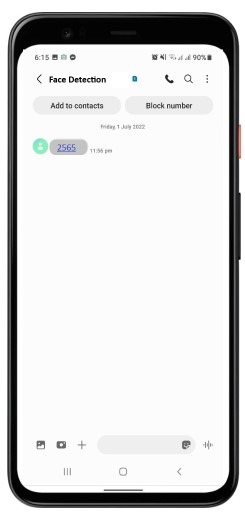 6:15 90%
Face Detection
Add to contacts Block number
Friday, 1 July 2022
2565 11:56 pm